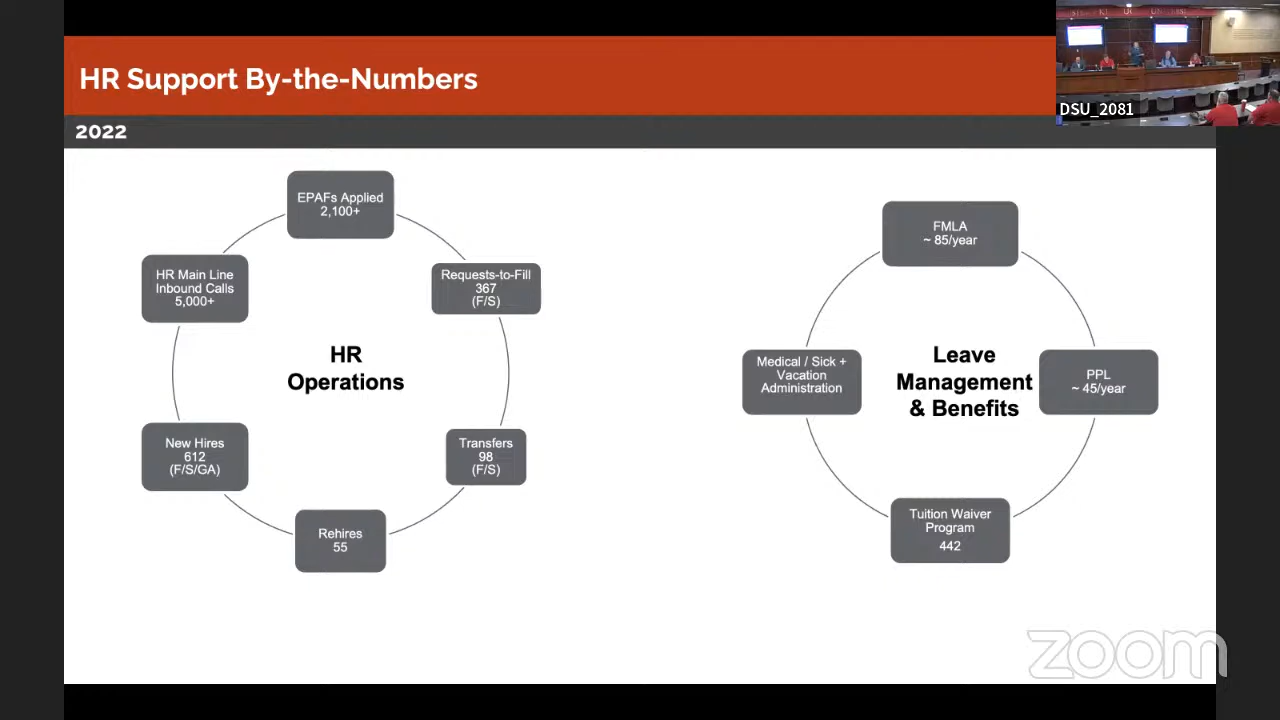 HR Support By-the-Numbers
2022
DSU_2081
EPAFs Applied
2,100+
Requests-to-Fill
367
(F/S)
Transfers
98
(F/S)
Rehires
55
New Hires
612
(F/S/GA)
HR Main Line
Inbound Calls
5,000+
HR
Operations
FMLA
~ 85/year
PPL
~ 45/year
Tuition Waiver
Program
442
Medical / Sick +
Vacation
Administration
Leave
Management
& Benefits
zoom